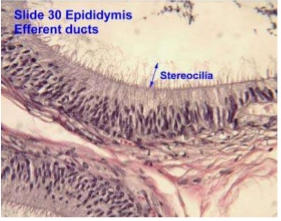 Slide 30 Epididymis
Efferent ducts
Stereocilia